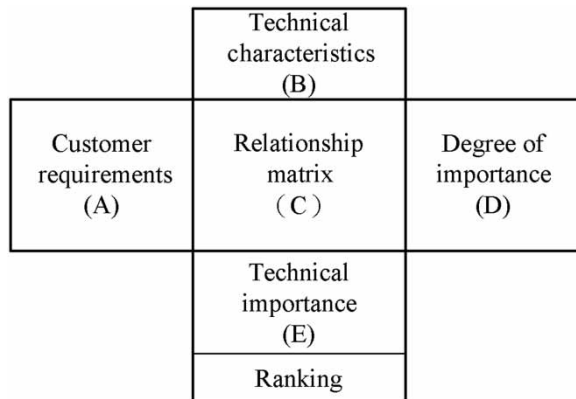 Technical
characteristics
(B)
Customer
requirements
(A)
Relationship
matrix
( C )
Degree of
importance
(D)
Technical
importance
(E)
Ranking